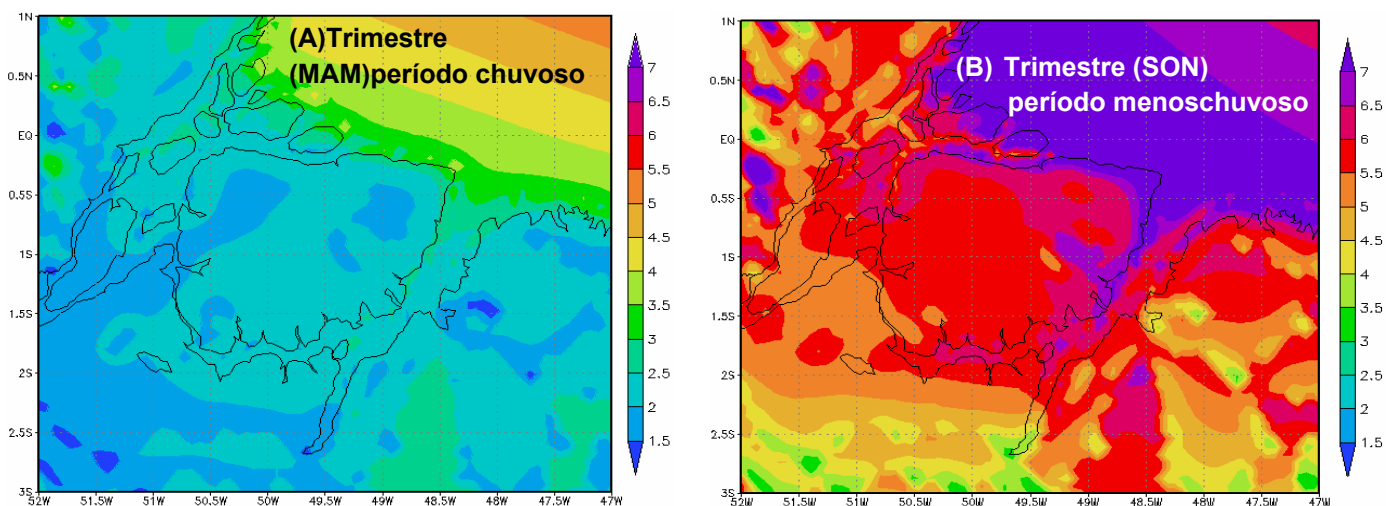 (A)Trimestre
(MAM)período chuvoso
1N
0.5N
EQ
0.5S
1S
1.5S
2S
2.5S
3S
52W 51.5W 51W 50.5W 50W 49.5W 49W 48.5W 48W 47.5W 47W
7
6.5
6
5.5
5
4.5
4
3.5
3
2.5
2
1.5
(B) Trimestre (SON)
período menoschuvoso
1N
0.5N
EQ
0.5S
1S
1.5S
2S
2.5S
3S
52W 51.5W 51W 50.5W 50W 49.5W 49W 48.5W 48W 47.5W 47W
7
6.5
6
5.5
5
4.5
4
3.5
3
2.5
2
1.5